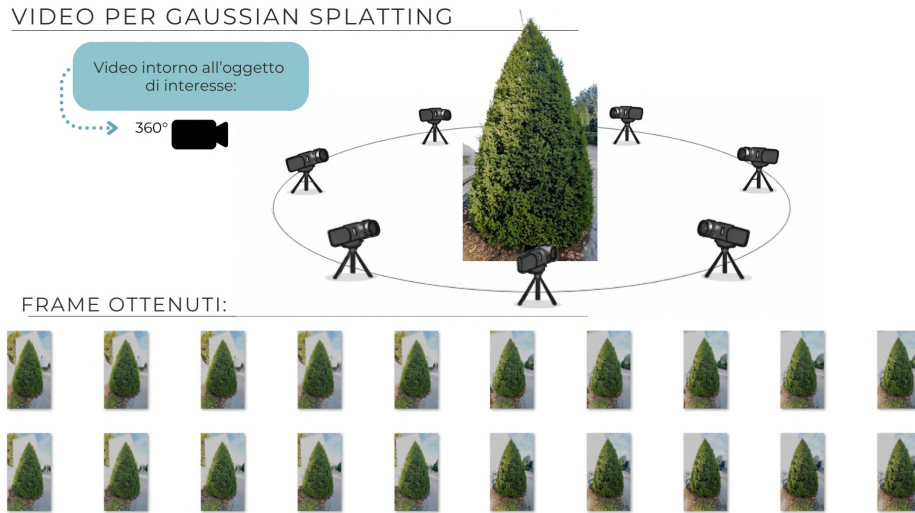 VIDEO PER GAUSSIAN SPLATTING
Video intorno all'oggetto
di interesse:
360°
FRAME OTTENUTI: